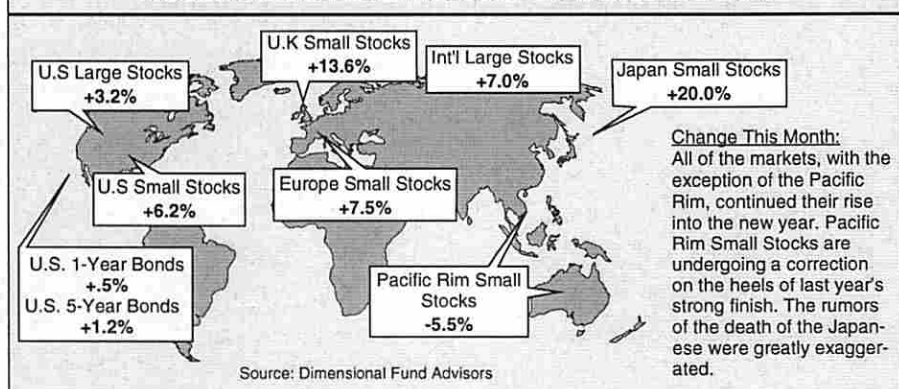 U.K Small Stocks
+13.6%
Int'l Large Stocks
+7.0%
U.S Large Stocks
+3.2%
Japan Small Stocks
+20.0%
U.S Small Stocks
+6.2%
Europe Small Stocks
+7.5%
U.S. 1-Year Bonds
+.5%
U.S. 5-Year Bonds
+1.2%
Pacific Rim Small
Stocks
-5.5%
Change This Month:
All of the markets, with the
exception of the Pacific
Rim, continued their rise
into the new year. Pacific
Rim Small Stocks are
undergoing a correction
on the heels of last year's
strong finish. The rumors
of the death of the Japan-
ese were greatly exagger-
ated.
Source: Dimensional Fund Advisors